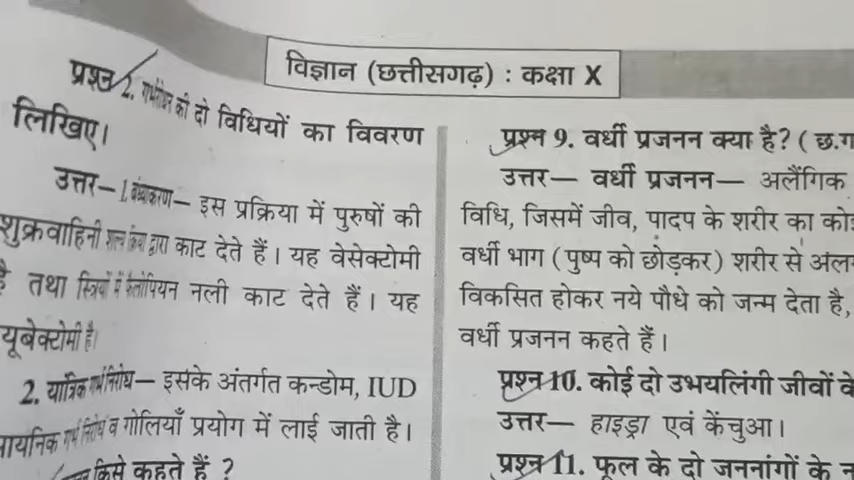 विज्ञान (छत्तीसगढ़) : कक्षा X
प्रश्न 2. गर्भनिरोधन की दो विधियों का विवरण
लिखिए।
उत्तर— 1. बंध्याकरण— इस प्रक्रिया में पुरुषों की
शुक्रवाहिनी शल्य क्रिया द्वारा काट देते हैं। यह वेसेक्टोमी
है तथा स्त्रियों में फैलोपियन नली काट देते हैं। यह
यूबेक्टोमी है।
2. यांत्रिक गर्भनिरोध— इसके अंतर्गत कन्डोम, IUD
गर्भ निरोध व गोलियाँ प्रयोग में लाई जाती है।
किसे कहते हैं ?
प्रश्न 9. वर्धी प्रजनन क्या है? ( छ.ग
उत्तर— वर्धी प्रजनन— अलैंगिक
विधि, जिसमें जीव, पादप के शरीर का
वर्धी भाग (पुष्प को छोड़कर) शरीर से
विकसित होकर नये पौधे को जन्म देता है,
वर्धी प्रजनन कहते हैं।
प्रश्न 10. कोई दो उभयलिंगी जीवों के
उत्तर— हाइड्रा एवं केंचुआ।
प्रश्न 11. फूल के दो जननांगों के